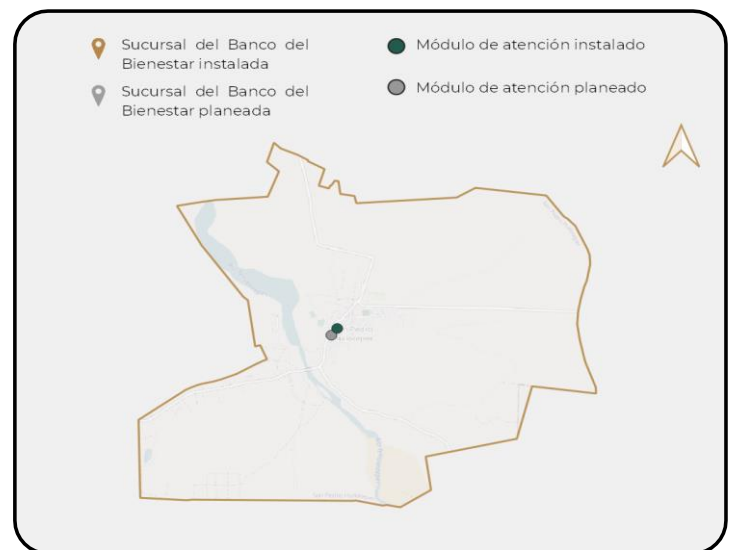 Sucursal del Banco del
Bienestar instalada
Sucursal del Banco del
Bienestar planeada
Módulo de atención instalado
Módulo de atención planeado